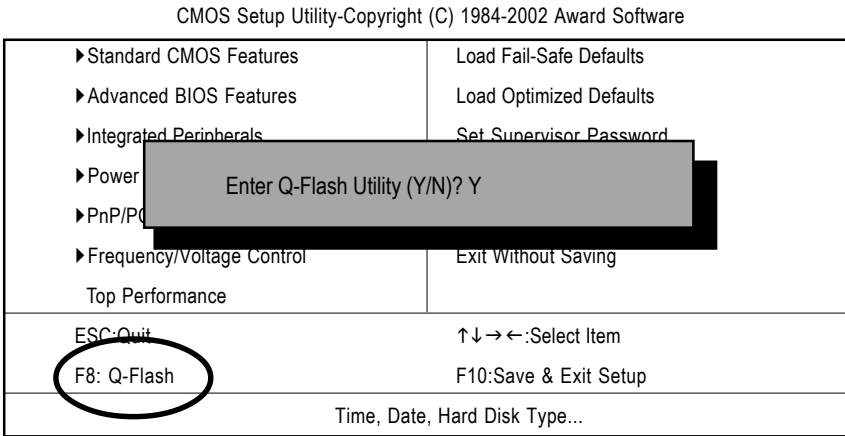 CMOS Setup Utility-Copyright (C) 1984-2002 Award Software
▶Standard CMOS Features
▶Advanced BIOS Features
▶Integrated Peripherals
▶Power
▶PnP/PC
▶Frequency/Voltage Control
Top Performance
Load Fail-Safe Defaults
Load Optimized Defaults
Set Supervisor Password
Exit Without Saving
Enter Q-Flash Utility (Y/N)? Y
ESC:Quit
↑↓→←:Select Item
F8: Q-Flash
F10:Save & Exit Setup
Time, Date, Hard Disk Type...